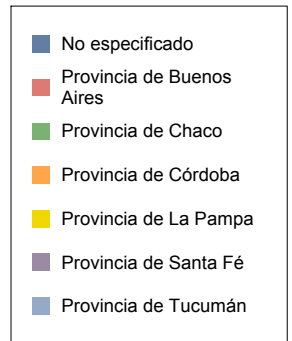 No especificado
Provincia de Buenos
Aires
Provincia de Chaco
Provincia de Córdoba
Provincia de La Pampa
Provincia de Santa Fé
Provincia de Tucumán